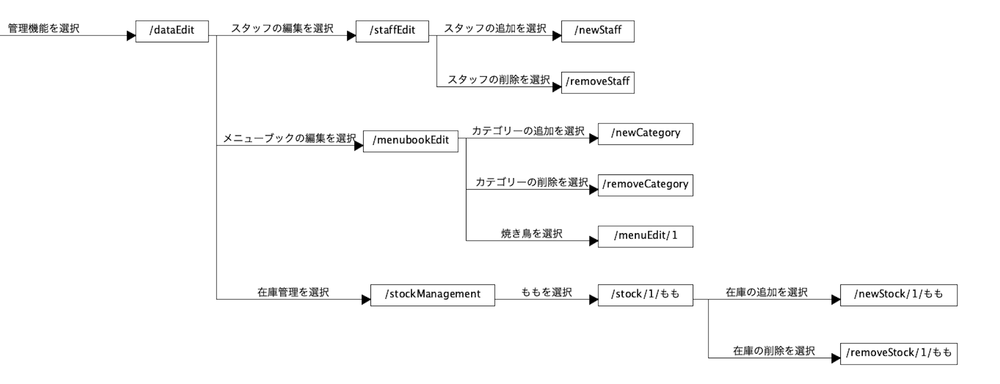 管理機能を選択
/dataEdit
スタッフの編集を選択
/staffEdit
スタッフの追加を選択
/newStaff
スタッフの削除を選択
/removeStaff
メニューブックの編集を選択
/menubookEdit
カテゴリーの追加を選択
/newCategory
カテゴリーの削除を選択
/removeCategory
焼き鳥を選択
/menuEdit/1
在庫管理を選択
/stockManagement
ももを選択
/stock/1/もも
在庫の追加を選択
/newStock/1/もも
在庫の削除を選択
/removeStock/1/もも